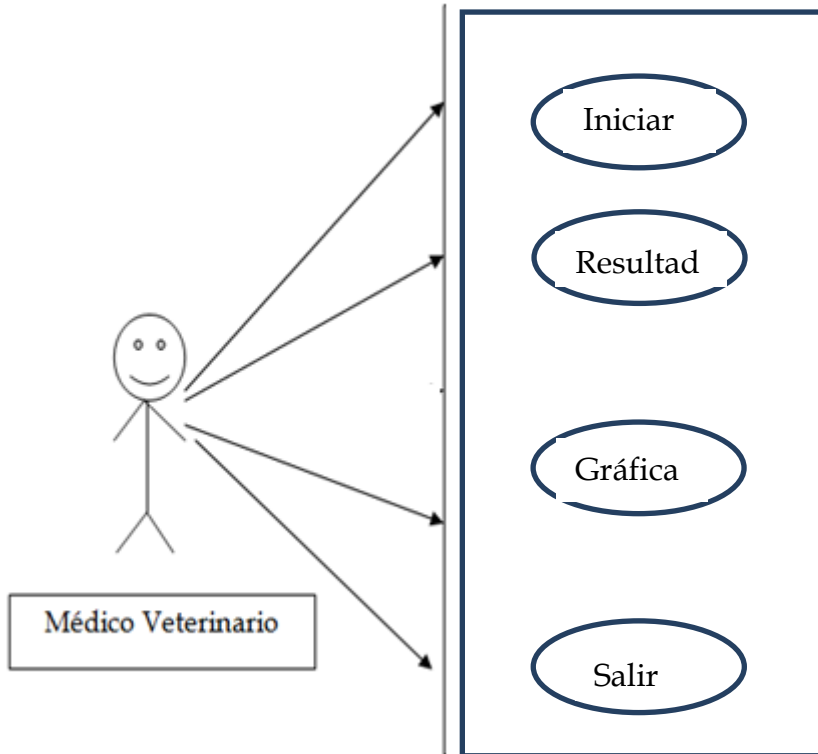 Iniciar
Resultad
Gráfica
Salir
Médico Veterinario